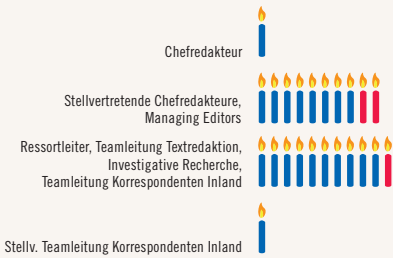 Chefredakteur
Stellvertretende Chefredakteure,
Managing Editors
Ressortleiter, Teamleitung Textredaktion,
Investigative Recherche,
Teamleitung Korrespondenten Inland
Stellv. Teamleitung Korrespondenten Inland